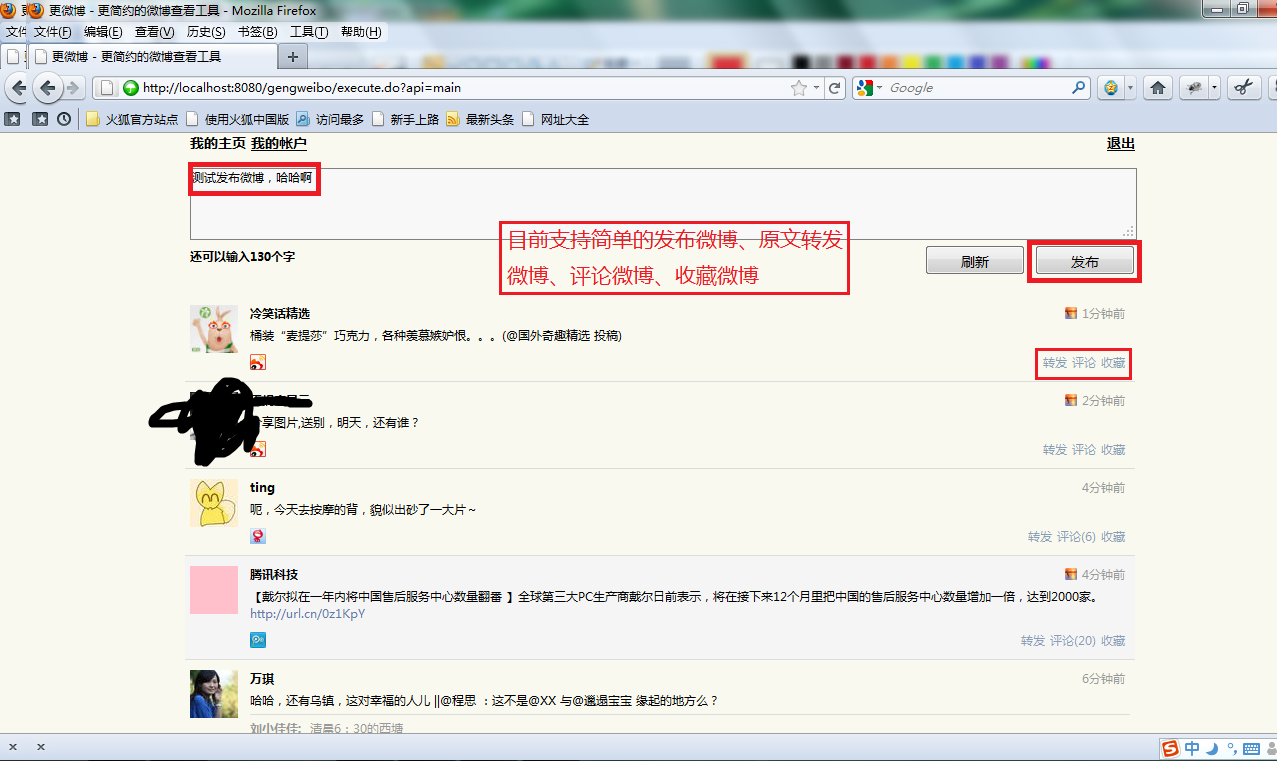 更微博 - 更简约的微博查看工具 - Mozilla Firefox
文件(F) 编辑(E) 查看(V) 历史(S) 书签(B) 工具(T) 帮助(H)
更微博 - 更简约的微博查看工具
http://localhost:8080/gengweibo/execute.do?api=main
Google
火狐官方站点 使用火狐中国版 访问最多 新手上路 最新头条 网址大全
我的主页 我的帐户 退出
测试发布微博，哈哈啊
目前支持简单的发布微博、原文转发
微博、评论微博、收藏微博
还可以输入130个字
刷新 发布
冷笑话精选 1分钟前
桶装“麦提莎”巧克力，各种羡慕嫉妒恨。。。(@国外奇趣精选 投稿)
转发 评论 收藏
2分钟前
享图片,送别，明天，还有谁？
转发 评论 收藏
ting 4分钟前
呃，今天去按摩的背，貌似出砂了一大片～
转发 评论(6) 收藏
腾讯科技 4分钟前
【戴尔拟在一年内将中国售后服务中心数量翻番 】全球第三大PC生产商戴尔日前表示，将在接下来12个月里把中国的售后服务中心数量增加一倍，达到2000家。
http://url.cn/0z1KpY
转发 评论(20) 收藏
万琪 6分钟前
哈哈，还有乌镇，这对幸福的人儿 ||@程思 ：这不是@XX 与@邋遢宝宝 缘起的地方么？
刘小佳佳: 清晨6：30的西塘
中